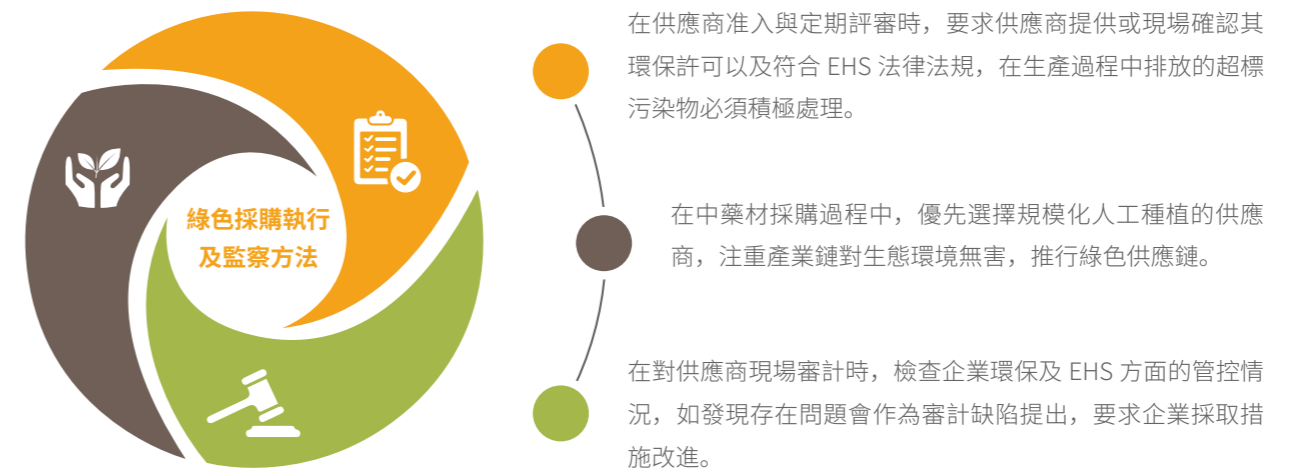 綠色採購執行
及監察方法
在供應商准入與定期評審時，要求供應商提供或現場確認其
環保許可以及符合 EHS 法律法規，在生產過程中排放的超標
污染物必須積極處理。
在中藥材採購過程中，優先選擇規模化人工種植的供應
商，注重產業鏈對生態環境無害，推行綠色供應鏈。
在對供應商現場審計時，檢查企業環保及 EHS 方面的管控情
況，如發現存在問題會作為審計缺陷提出，要求企業採取措
施改進。